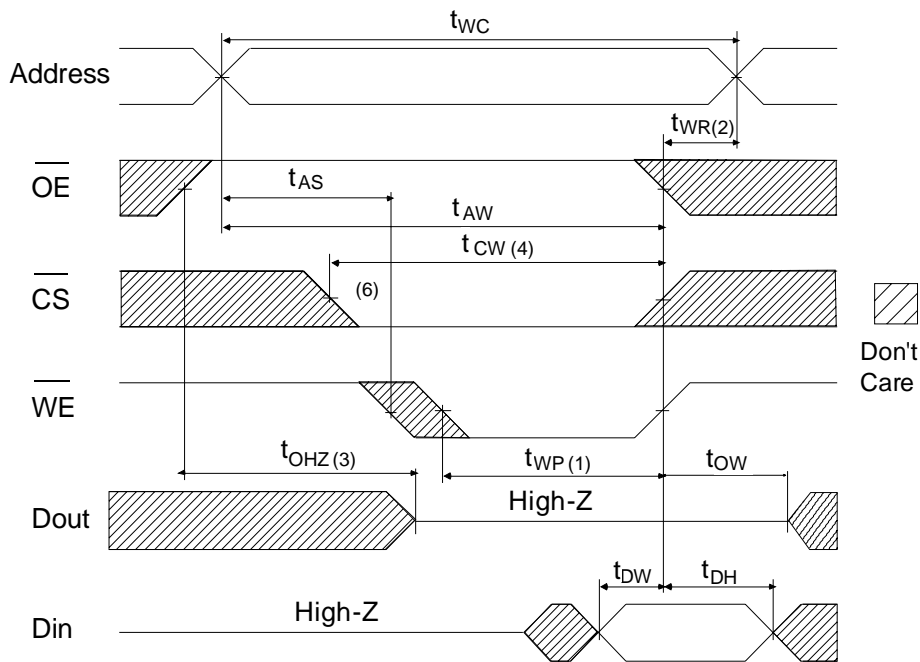 tWC
Address
tWR(2)
OE
tAS
tAW
tCW (4)
CS
(6)
Don't
Care
WE
tOHZ (3)
tWP (1)
tOW
Dout
High-Z
tDW
tDH
Din
High-Z